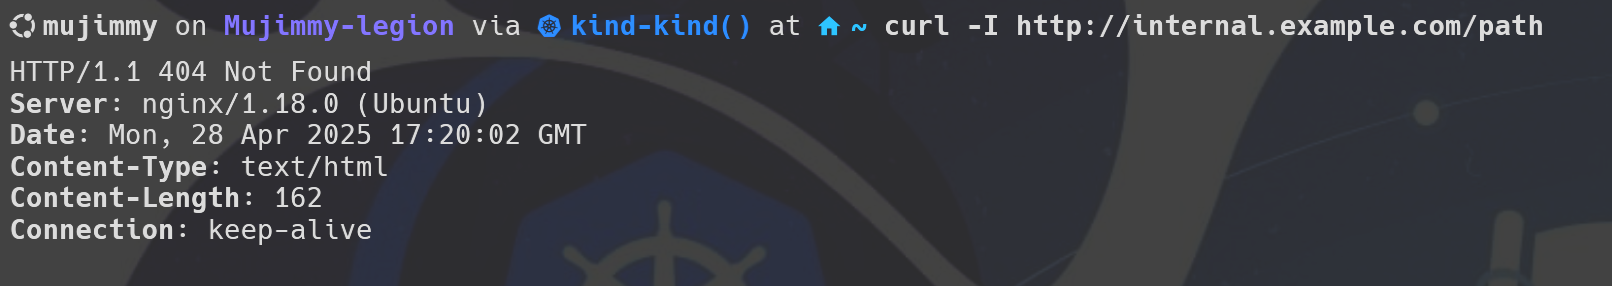 mujimmy on Mujimmy-legion via kind-kind() at ~ curl -I http://internal.example.com/path
HTTP/1.1 404 Not Found
Server: nginx/1.18.0 (Ubuntu)
Date: Mon, 28 Apr 2025 17:20:02 GMT
Content-Type: text/html
Content-Length: 162
Connection: keep-alive